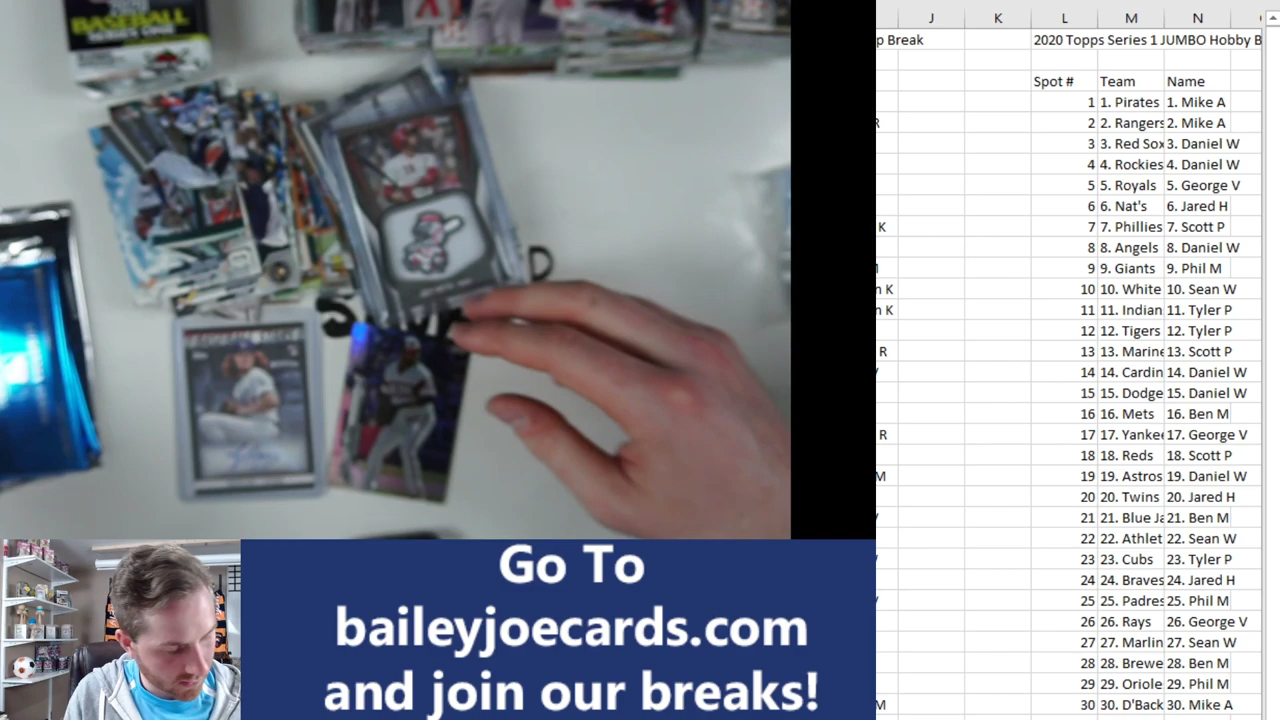 BASEBALL
SERIES ONE
Go To
baileyjoecards.com
and join our breaks!
J K L M N
p Break 2020 Topps Series 1 JUMBO Hobby B
Spot # Team Name
1 1. Pirates 1. Mike A
R 2 2. Rangers 2. Mike A
3 3. Red Sox 3. Daniel W
4 4. Rockies 4. Daniel W
5 5. Royals 5. George V
6 6. Nat's 6. Jared H
K 7 7. Phillies 7. Scott P
8 8. Angels 8. Daniel W
M 9 9. Giants 9. Phil M
n K 10 10. White 10. Sean W
n K 11 11. Indian 11. Tyler P
12 12. Tigers 12. Tyler P
R 13 13. Marine 13. Scott P
14 14. Cardin 14. Daniel W
15 15. Dodge 15. Daniel W
16 16. Mets 16. Ben M
R 17 17. Yankee 17. George V
18 18. Reds 18. Scott P
M 19 19. Astros 19. Daniel W
20 20. Twins 20. Jared H
21 21. Blue Ja 21. Ben M
22 22. Athlet 22. Sean W
23 23. Cubs 23. Tyler P
24 24. Braves 24. Jared H
25 25. Padres 25. Phil M
26 26. Rays 26. George V
27 27. Marlin 27. Sean W
28 28. Brewe 28. Ben M
29 29. Oriole 29. Phil M
M 30 30. D'Back 30. Mike A